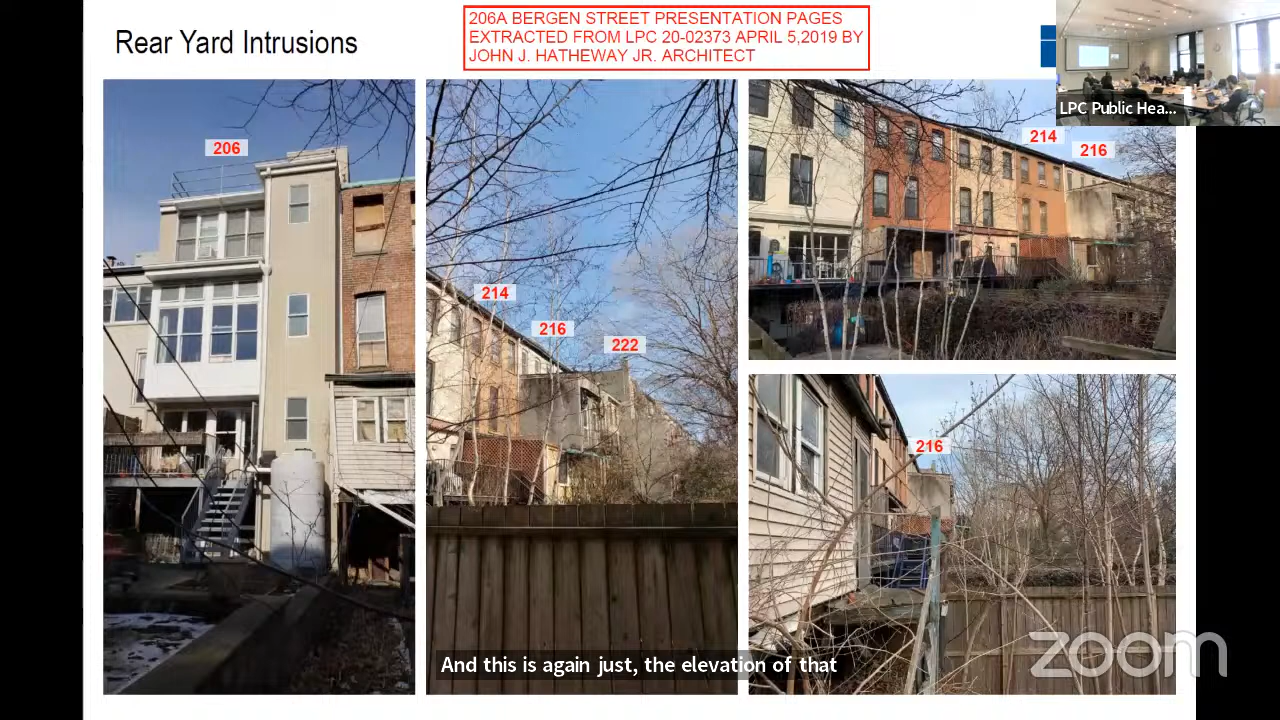 Rear Yard Intrusions
206A BERGEN STREET PRESENTATION PAGES
EXTRACTED FROM LPC 20-02373 APRIL 5,2019 BY
JOHN J. HATHEWAY JR. ARCHITECT
LPC Public Hea...
206
214
216
222
214
216
216
And this is again just, the elevation of that
zoom